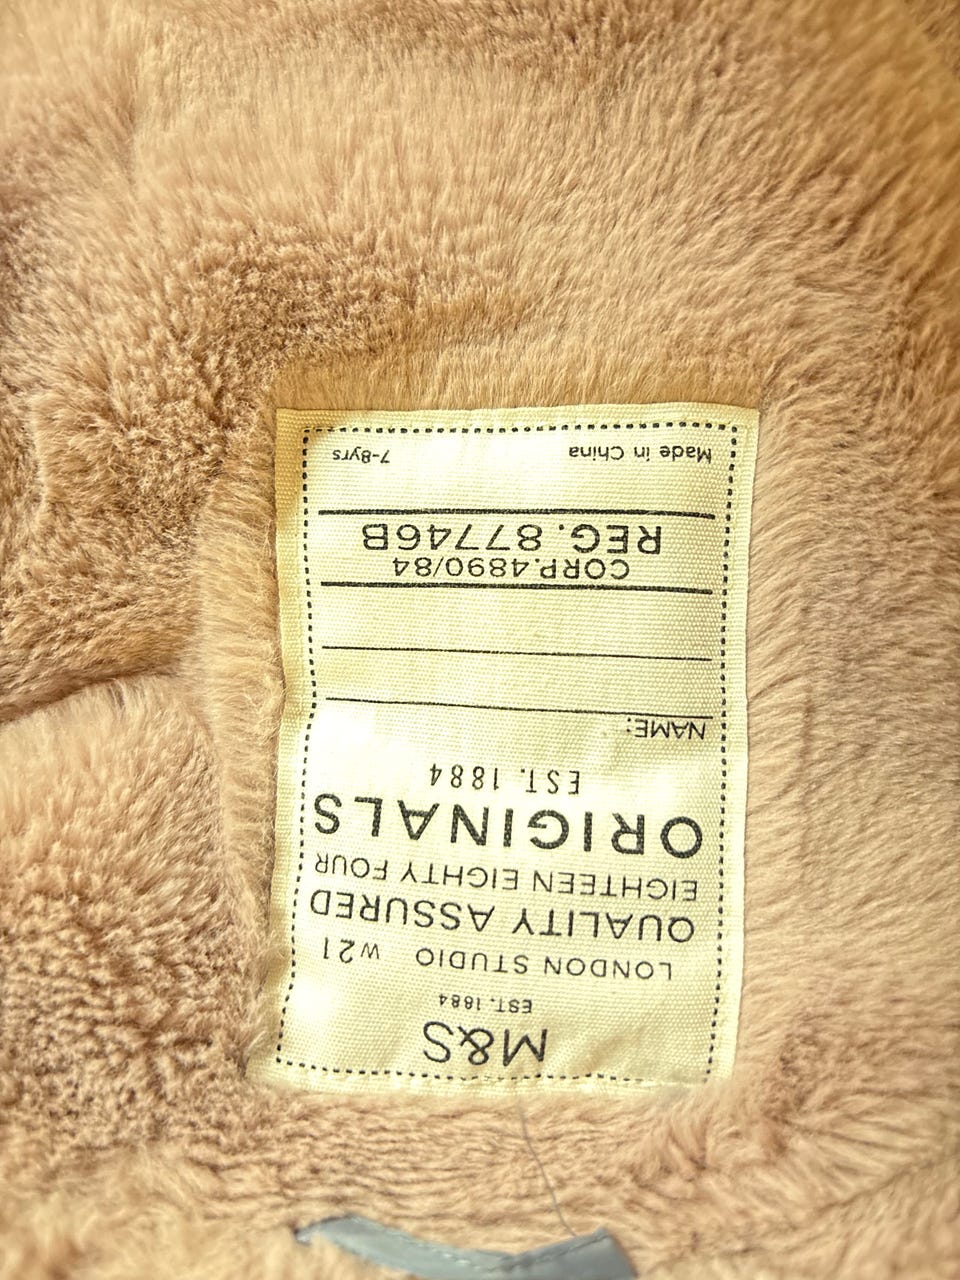 M&S
EST. 1884
LONDON STUDIO W21
QUALITY ASSURED
EIGHTEEN EIGHTY FOUR
ORIGINALS
EST. 1884
NAME:
CORP.4890/84
REG. 87746B
Made in China 7-8yrs